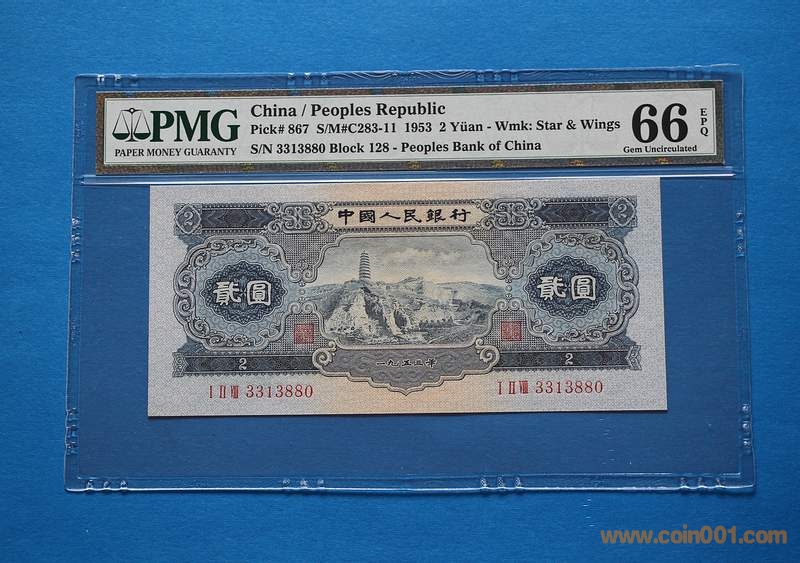 PMG
PAPER MONEY GUARANTY
China / Peoples Republic
Pick# 867 S/M#C283-11 1953 2 Yüan - Wmk: Star & Wings
S/N 3313880 Block 128 - Peoples Bank of China
66 EPQ
Gem Uncirculated
2 中國人民銀行 2
貳圓 貳圓
2 一九五三年 2
I II VIII 3313880 I II VIII 3313880
www.coin001.com